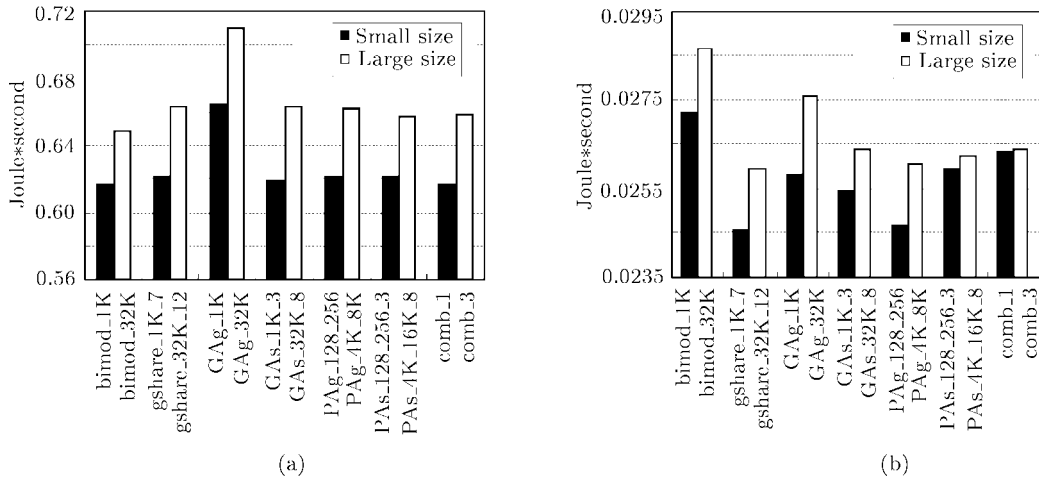 0.72
0.68
0.64
0.60
0.56
Joule*second
Small size
Large size
bimod_1K
bimod_32K
gshare_1K_7
gsharc_32K_12
GAg_1K
GAg_32K
GAs_1K_3
GAs_32K_8
PAg_128_256
PAg_4K_8K
PAs_128_256_3
PAs_4K_16K_8
comb_1
comb_3
(a)
0.0295
0.0275
0.0255
0.0235
Joule*second
Small size
Large size
bimod_1K
bimod_32K
gshare_1K_7
gsharc_32K_12
GAg_1K
GAg_32K
GAs_1K_3
GAs_32K_8
PAg_128_256
PAg_4K_8K
PAs_128_256_3
PAs_4K_16K_8
comb_1
comb_3
(b)